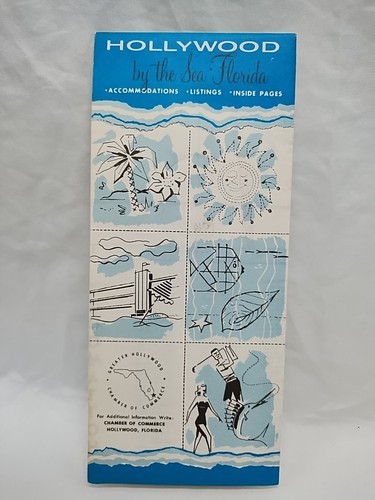 HOLLYWOOD
by the Sea Florida
•ACCOMMODATIONS •LISTINGS •INSIDE PAGES
• GREATER HOLLYWOOD •
CHAMBER OF COMMERCE
For Additional Information Write-
CHAMBER OF COMMERCE
HOLLYWOOD, FLORIDA